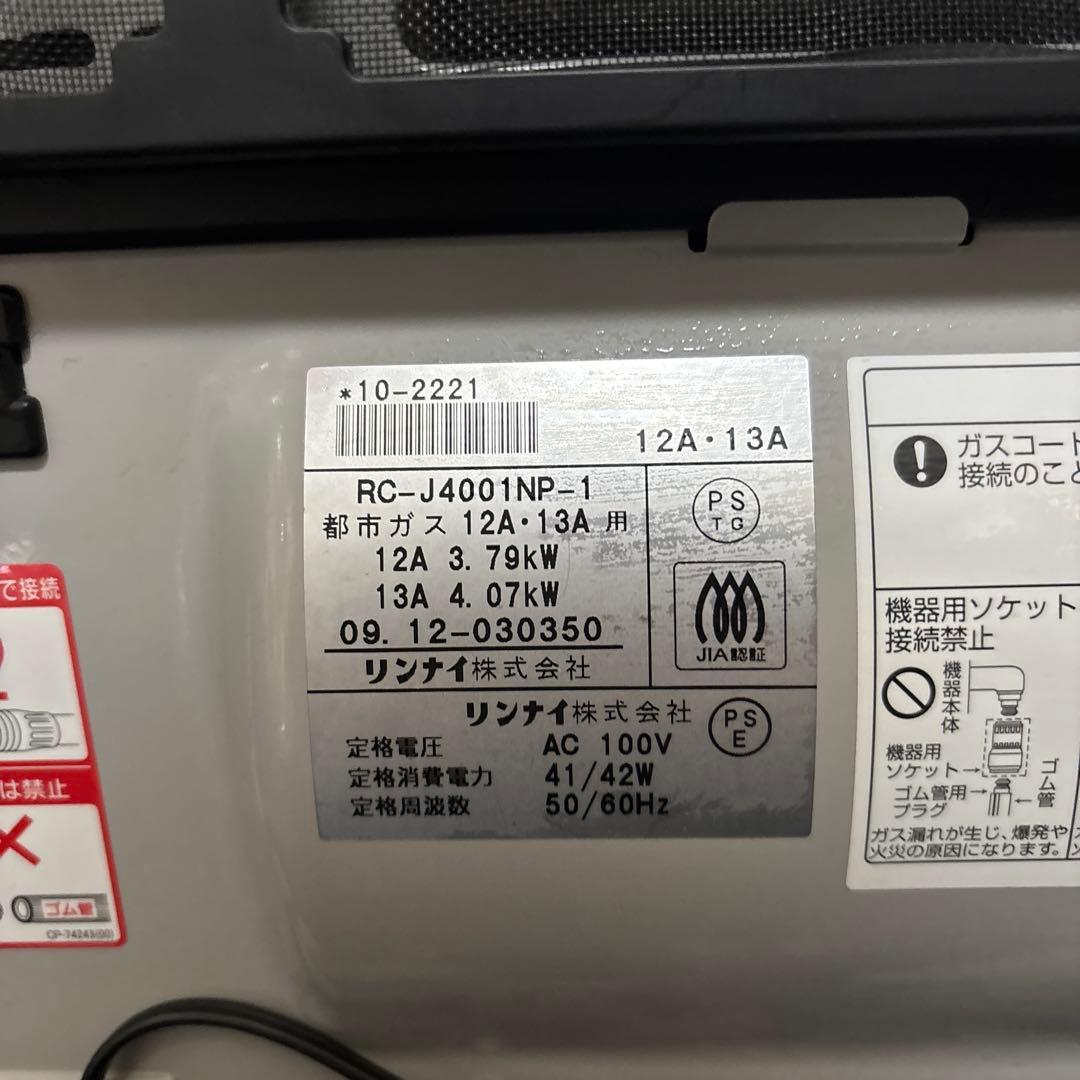 *10-2221
12A・13A
RC-J4001NP-1
都市ガス 12A・13A 用
12A 3.79kW
13A 4.07kW
09.12-030350
リンナイ株式会社
PS
TG
JIA認証
リンナイ株式会社
PS
E
定格電圧 AC 100V
定格消費電力 41/42W
定格周波数 50/60Hz
で接続
は禁止
ゴム管
CP-74243(00)
ガスコード
接続のこと
機器用ソケット
接続禁止
機器本体
機器用
ソケット→
ゴム管用→
プラグ
←ゴム管
ガス漏れが生じ、爆発や
火災の原因になります。